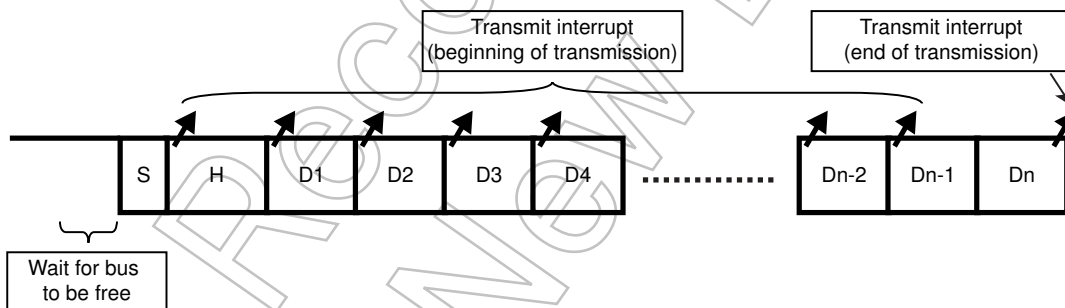 Transmit interrupt
(beginning of transmission)
Transmit interrupt
(end of transmission)
S H D1 D2 D3 D4 Dn-2 Dn-1 Dn
Wait for bus
to be free